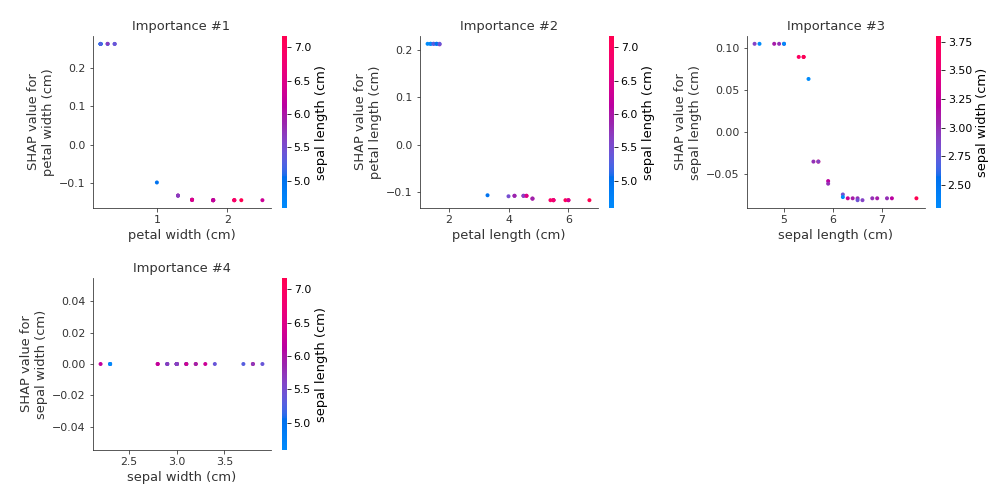 Importance #1
SHAP value for
petal width (cm)
0.2
0.1
0.0
−0.1
1
2
petal width (cm)
7.0
6.5
6.0
5.5
5.0
sepal length (cm)
Importance #2
SHAP value for
petal length (cm)
0.2
0.1
0.0
−0.1
2
4
6
petal length (cm)
7.0
6.5
6.0
5.5
5.0
sepal length (cm)
Importance #3
SHAP value for
sepal length (cm)
0.10
0.05
0.00
−0.05
5
6
7
sepal length (cm)
3.75
3.50
3.25
3.00
2.75
2.50
sepal width (cm)
Importance #4
SHAP value for
sepal width (cm)
0.04
0.02
0.00
−0.02
−0.04
2.5
3.0
3.5
sepal width (cm)
7.0
6.5
6.0
5.5
5.0
sepal length (cm)